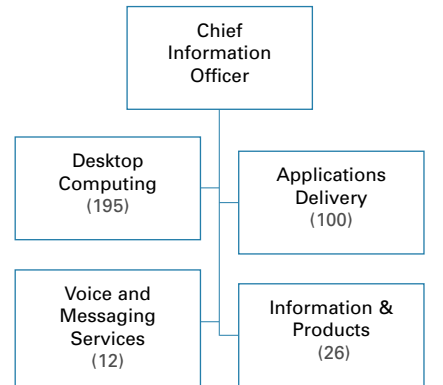 Chief
Information
Officer
Desktop
Computing
(195)
Applications
Delivery
(100)
Voice and
Messaging
Services
(12)
Information &
Products
(26)